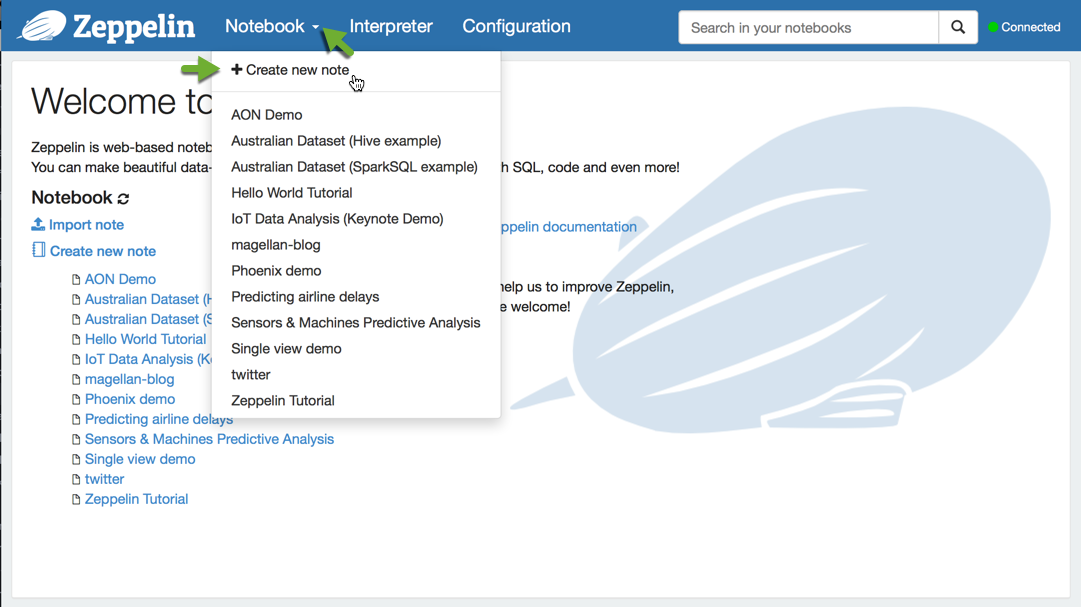 Zeppelin Notebook Interpreter Configuration Search in your notebooks Connected
Create new note
AON Demo
Australian Dataset (Hive example)
Australian Dataset (SparkSQL example)
Hello World Tutorial
IoT Data Analysis (Keynote Demo)
magellan-blog
Phoenix demo
Predicting airline delays
Sensors & Machines Predictive Analysis
Single view demo
twitter
Zeppelin Tutorial
Welcome to
Zeppelin is web-based noteb
You can make beautiful data- h SQL, code and even more!
Notebook
Import note
Create new note
AON Demo
Australian Dataset (H
Australian Dataset (S
Hello World Tutorial
IoT Data Analysis (Ke
magellan-blog
Phoenix demo
Predicting airline delays
Sensors & Machines Predictive Analysis
Single view demo
twitter
Zeppelin Tutorial
ppelin documentation
help us to improve Zeppelin,
e welcome!